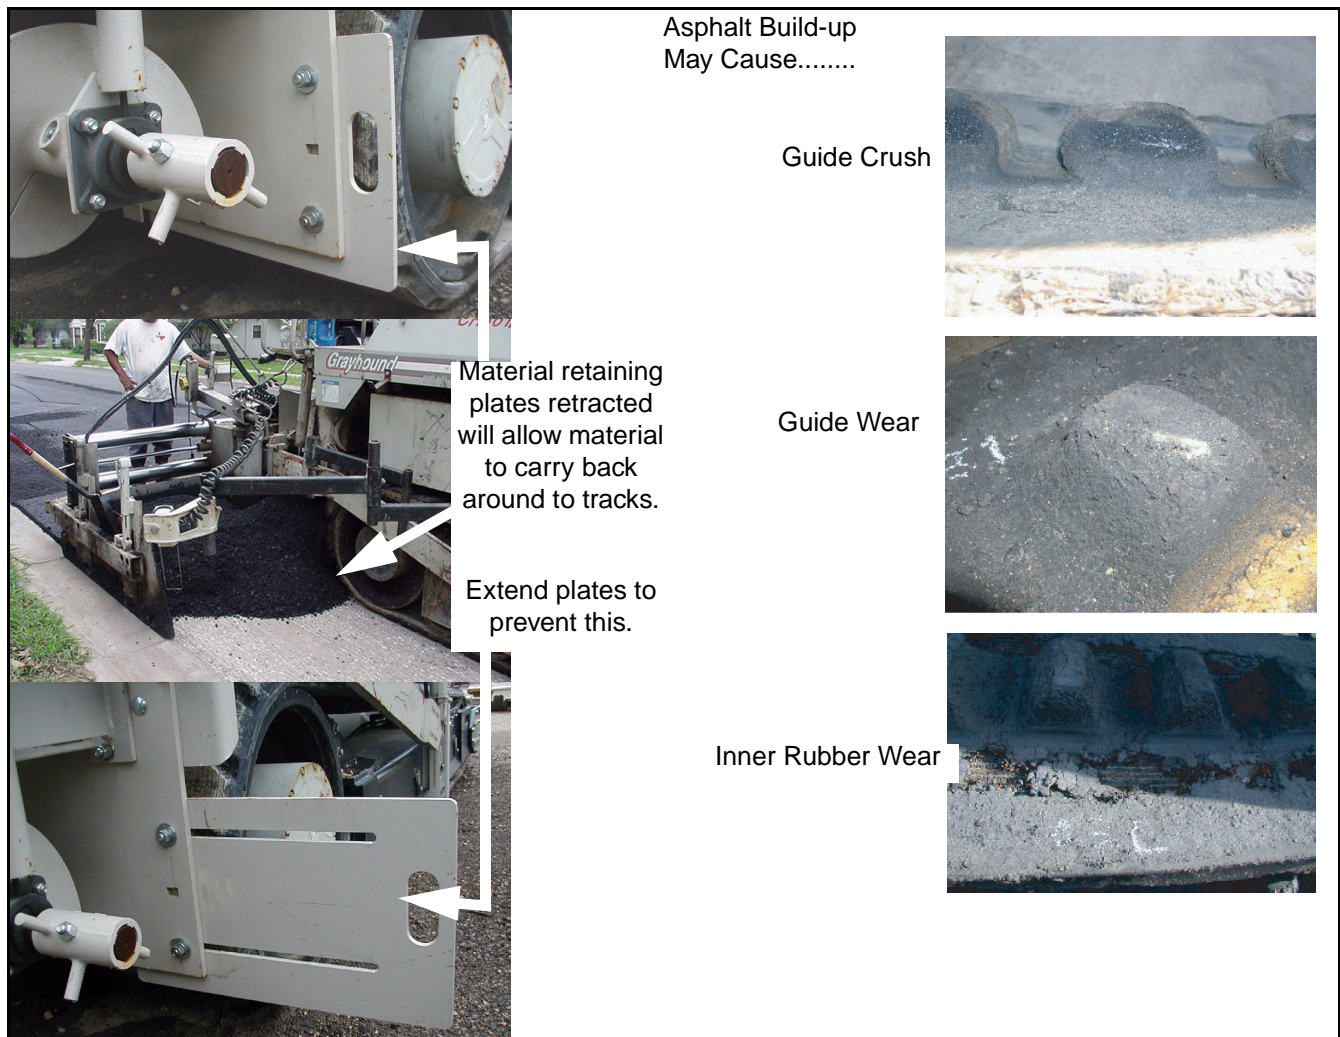 Asphalt Build-up
May Cause........
Guide Crush
Grayhound
Material retaining
plates retracted
will allow material
to carry back
around to tracks.
Guide Wear
Extend plates to
prevent this.
Inner Rubber Wear